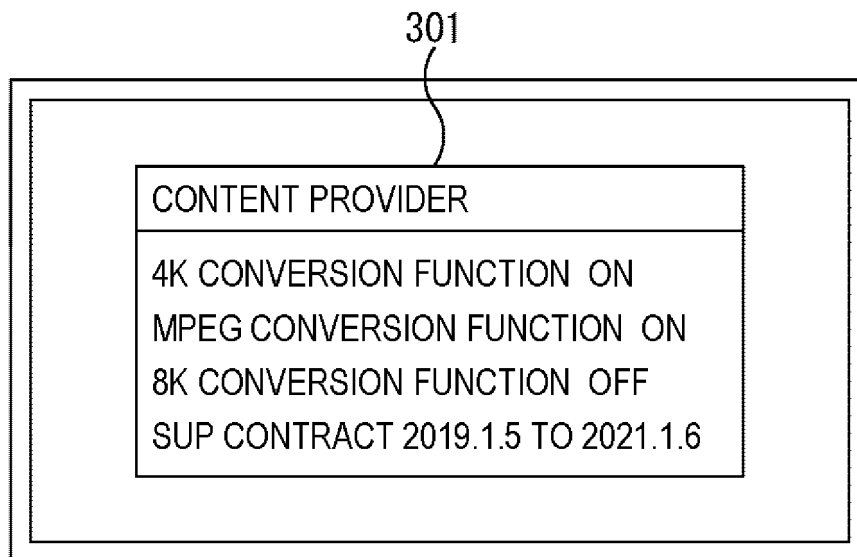 301
CONTENT PROVIDER
4K CONVERSION FUNCTION ON
MPEG CONVERSION FUNCTION ON
8K CONVERSION FUNCTION OFF
SUP CONTRACT 2019.1.5 TO 2021.1.6